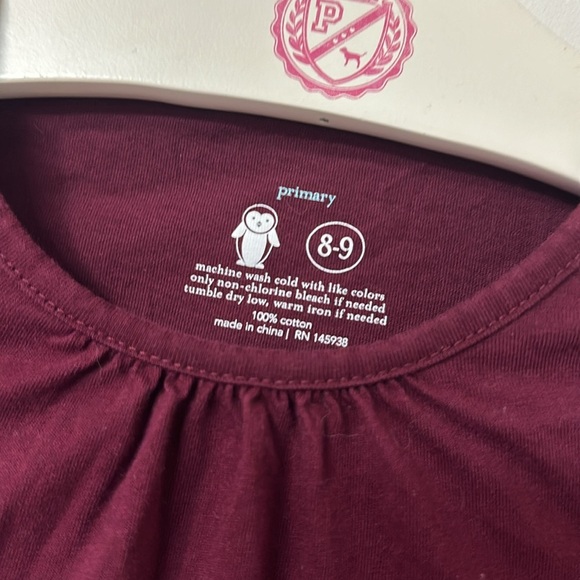 P
primary
8-9
machine wash cold with like colors
only non-chlorine bleach if needed
tumble dry low, warm iron if needed
100% cotton
made in china | RN 145938